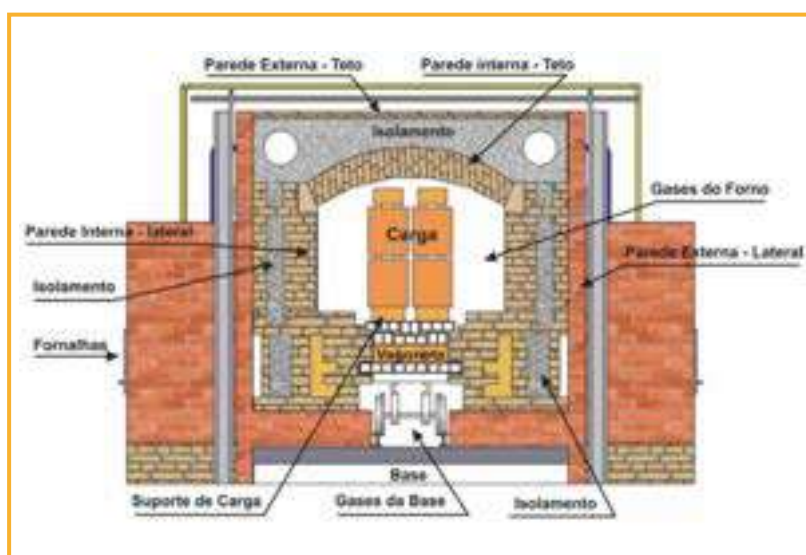 Parede Externa - Teto
Parede interna - Teto
Isolamento
Gases do Forno
Carga
Parede Interna - lateral
Parede Externa - Lateral
Isolamento
Fornalhas
Vagoneta
Base
Suporte de Carga
Gases da Base
Isolamento